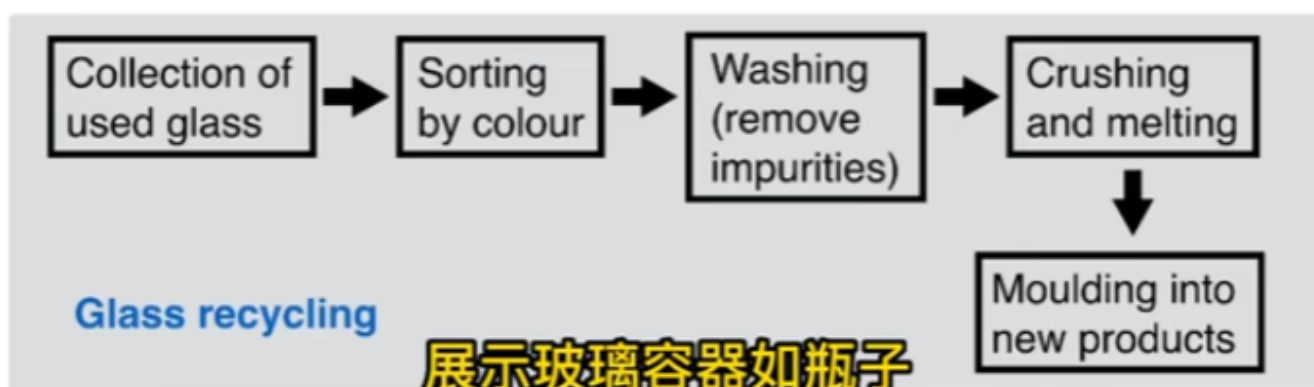 Collection of
used glass
Sorting
by colour
Washing
(remove
impurities)
Crushing
and melting
Moulding into
new products
Glass recycling
展示玻璃容器如瓶子